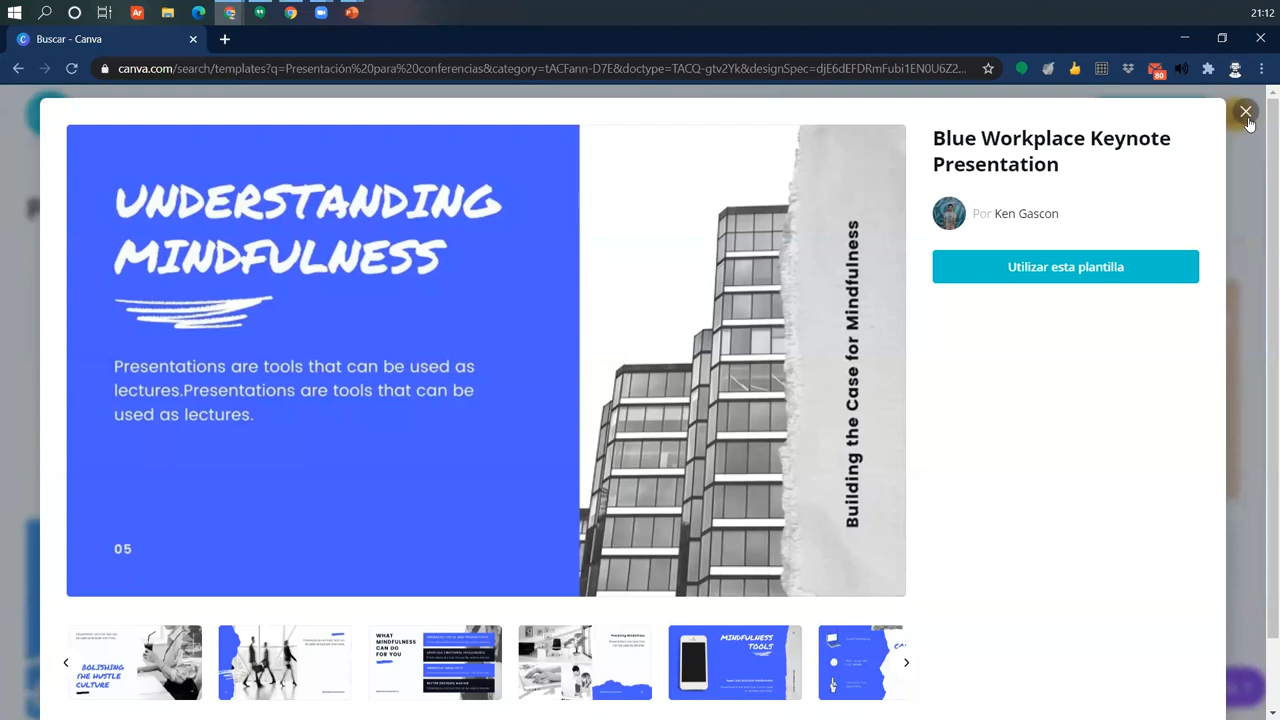 21:12
Buscar - Canva
canva.com/search/templates?q=Presentación%20para%20conferencias&category=tACFann-D7E&doctype=TACQ-gtv2Yk&designSpec=djE6dEFDRmFubi1EN0U6Z2...
80
UNDERSTANDING
MINDFULNESS
Presentations are tools that can be used as
lectures.Presentations are tools that can be
used as lectures.
05
Building the Case for Mindfulness
Blue Workplace Keynote
Presentation
Por Ken Gascon
Utilizar esta plantilla
BOLISHING
THE HUSTLE
CULTURE
WHAT
MINDFULNESS
CAN DO
FOR YOU
Practicing Mindfulness
MINDFULNESS
TOOLS